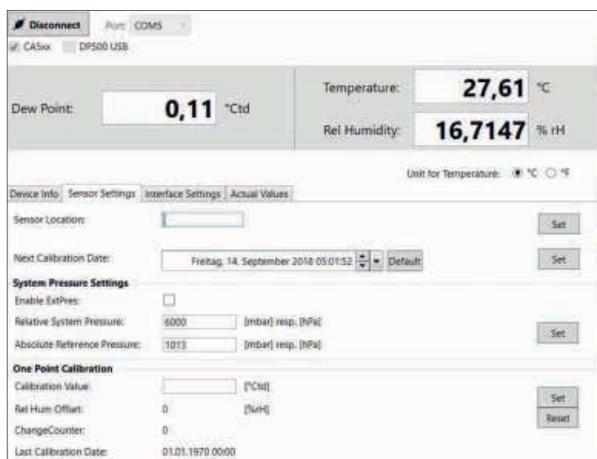 Disconnect Port: COM5
CA5xx DP500 USB
Dew Point: 0,11 °Ctd
Temperature: 27,61 °C
Rel Humidity: 16,7147 % rH
Unit for Temperature: °C °F
Device Info Sensor Settings Interface Settings Actual Values
Sensor Location: Set
Next Calibration Date: Freitag, 14. September 2018 05:01:52 Default Set
System Pressure Settings
Enable ExtPres:
Relative System Pressure: 6000 [mbar] resp. [hPa]
Set
Absolute Reference Pressure: 1013 [mbar] resp. [hPa]
One Point Calibration
Calibration Value: [°Ctd]
Set
Rel Hum Offset: 0 [%rH]
Reset
ChangeCounter: 0
Last Calibration Date: 01.01.1970 00:00